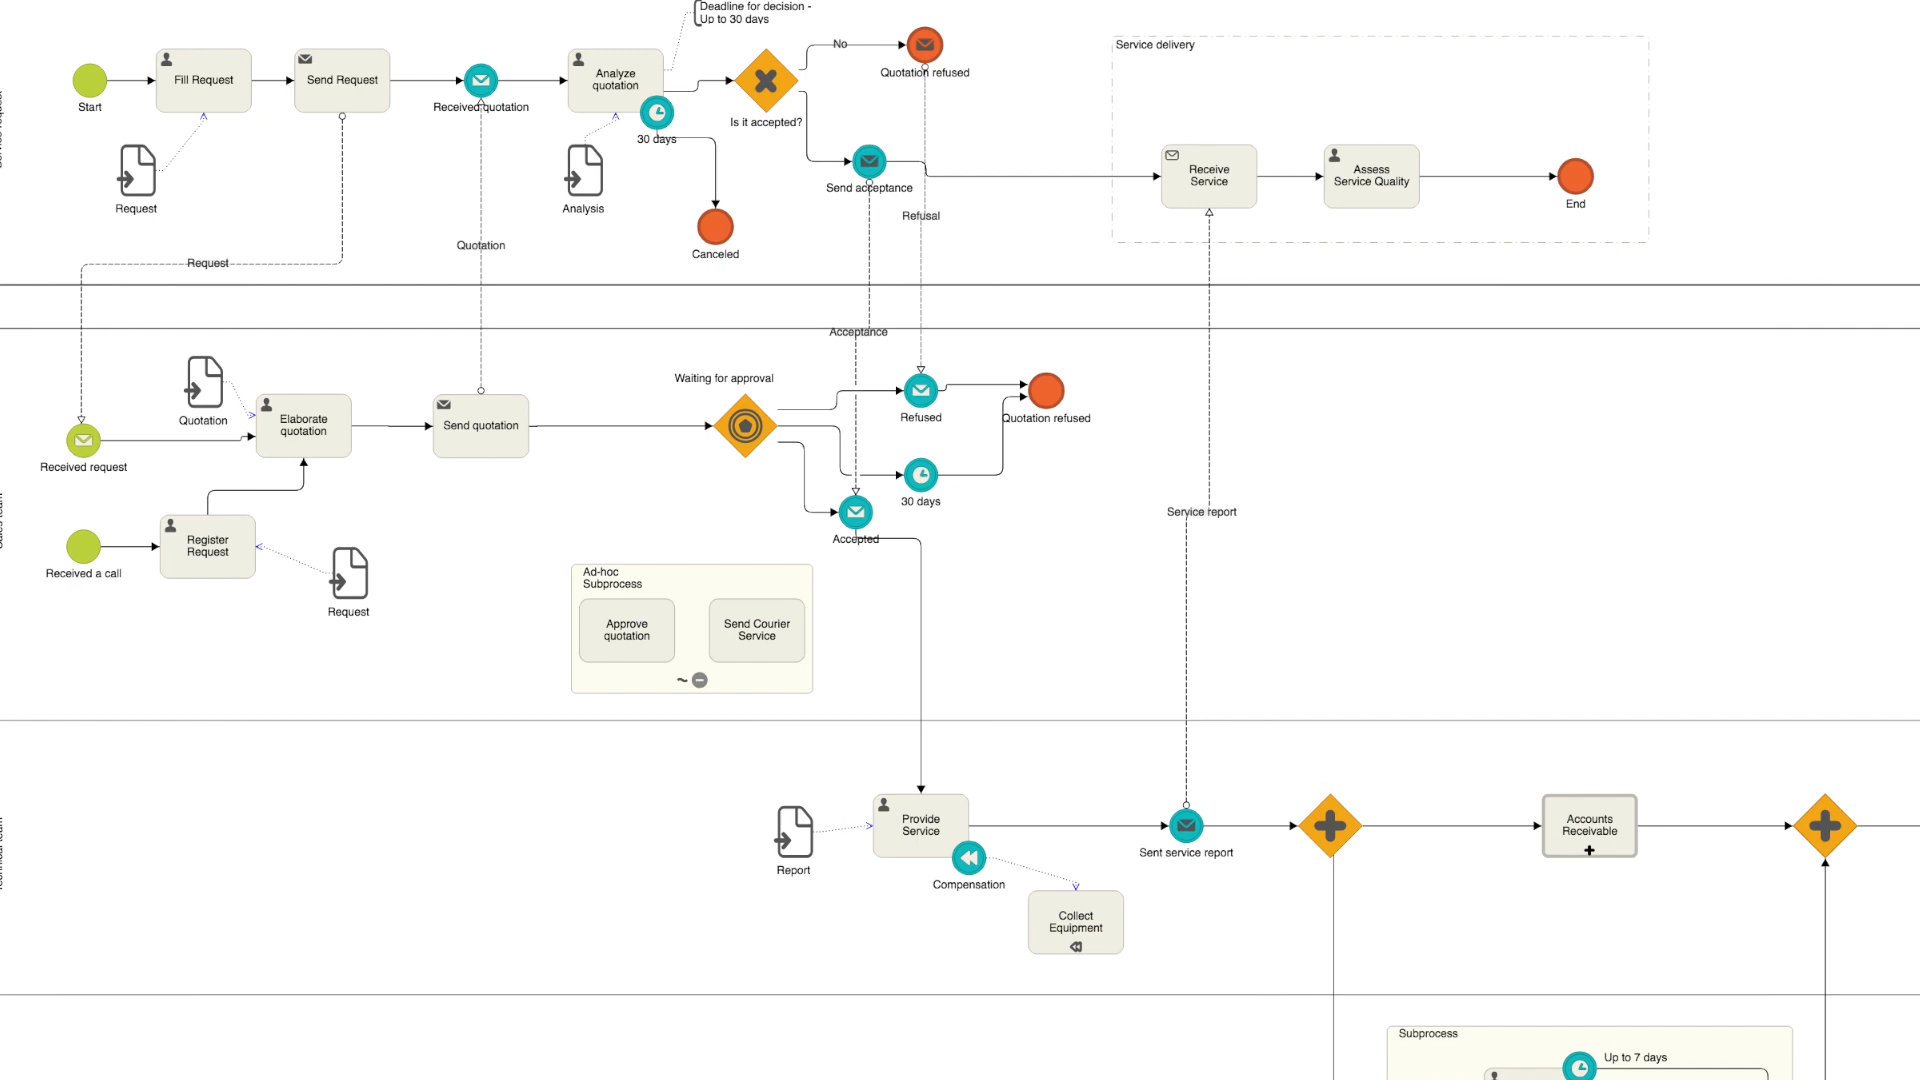 Deadline for decision -
Up to 30 days
No
Service delivery
Fill Request
Send Request
Analyze
quotation
Quotation refused
Start
Received quotation
Is it accepted?
30 days
Receive
Service
Assess
Service Quality
Send acceptance
Request
Analysis
End
Refusal
Quotation
Canceled
Request
Acceptance
Waiting for approval
Quotation
Elaborate
quotation
Send quotation
Refused
Quotation refused
Received request
30 days
Service report
Accepted
Register
Request
Received a call
Ad-hoc
Subprocess
Request
Approve
quotation
Send Courier
Service
Provide
Service
Accounts
Receivable
Sent service report
Report
Compensation
Collect
Equipment
Subprocess
Up to 7 days